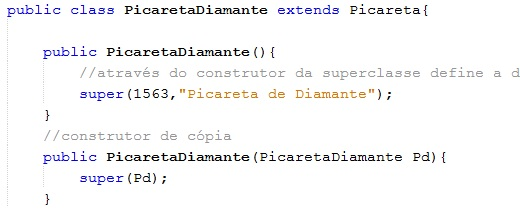 public class PicaretaDiamante extends Picareta{
public PicaretaDiamante(){
//através do construtor da superclasse define a d
super(1563,"Picareta de Diamante");
}
//construtor de cópia
public PicaretaDiamante(PicaretaDiamante Pd){
super(Pd);
}